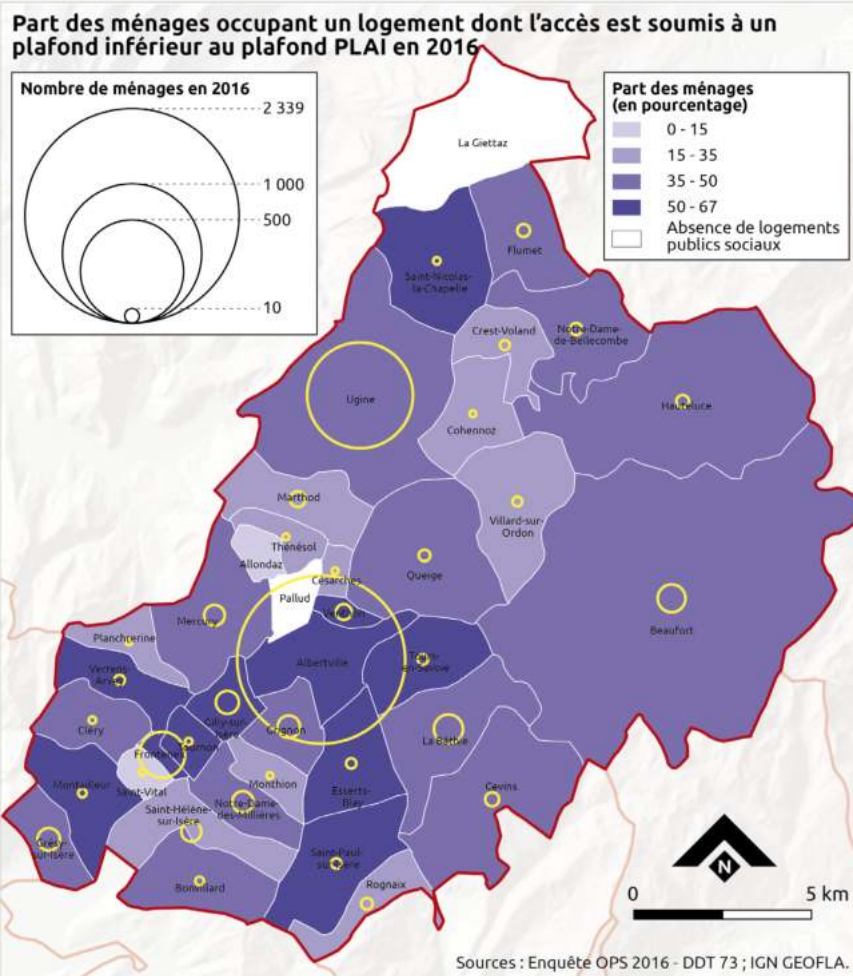 Part des ménages occupant un logement dont l'accès est soumis à un
plafond inférieur au plafond PLAI en 2016
Nombre de ménages en 2016
2 339
1 000
500
10
Part des ménages
(en pourcentage)
0 - 15
15 - 35
35 - 50
50 - 67
Absence de logements
publics sociaux
La Giettaz
Flumet
Saint-Nicolas-
la-Chapelle
Crest-Voland
Notre-Dame-
de-Bellecombe
Ugine
Hauteluce
Cohennoz
Marthod
Villard-sur-
Doron
Thénésol
Allondaz
Césarches
Queige
Pallud
Venthon
Mercury
Beaufort
Planchrerine
Albertville
Tours-
en-Savoie
Verrens-
Arvey
Cléry
Gilly-sur-
Isère
Grignon
La Bâthie
Frontenex
Tournon
Montailleur
Saint-Vital
Monthion
Esserts-
Blay
Cevins
Saint-Hélène-
sur-Isère
Notre-Dame-
des-Millières
Grésy-
sur-Isère
Saint-Paul-
sur-Isère
Bonvillard
Rognaix
N
0
5 km
Sources : Enquête OPS 2016 - DDT 73 ; IGN GEOFLA.